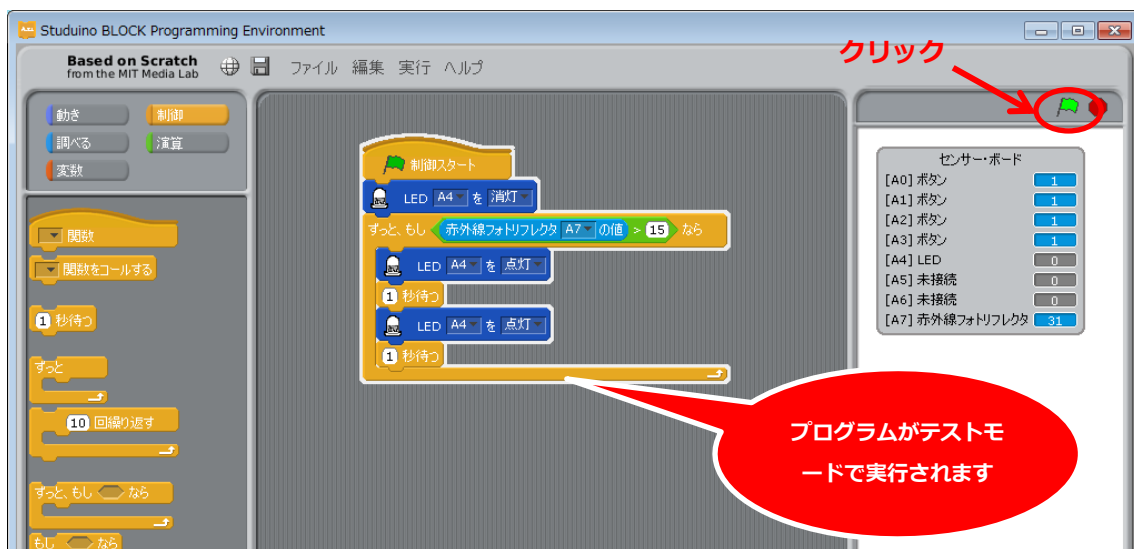 Studuino BLOCK Programming Environment
Based on Scratch
from the MIT Media Lab
ファイル 編集 実行 ヘルプ
クリック
動き 制御
調べる 演算
変数
関数
関数をコールする
1 秒待つ
ずっと
10 回繰り返す
ずっと、もし なら
もし なら
制御スタート
LED A4 を 消灯
ずっと、もし 赤外線フォトリフレクタ A7 の値 > 15 なら
LED A4 を 点灯
1 秒待つ
LED A4 を 点灯
1 秒待つ
プログラムがテストモ
ードで実行されます
センサー・ボード
[A0] ボタン 1
[A1] ボタン 1
[A2] ボタン 1
[A3] ボタン 1
[A4] LED 0
[A5] 未接続 0
[A6] 未接続 0
[A7] 赤外線フォトリフレクタ 31